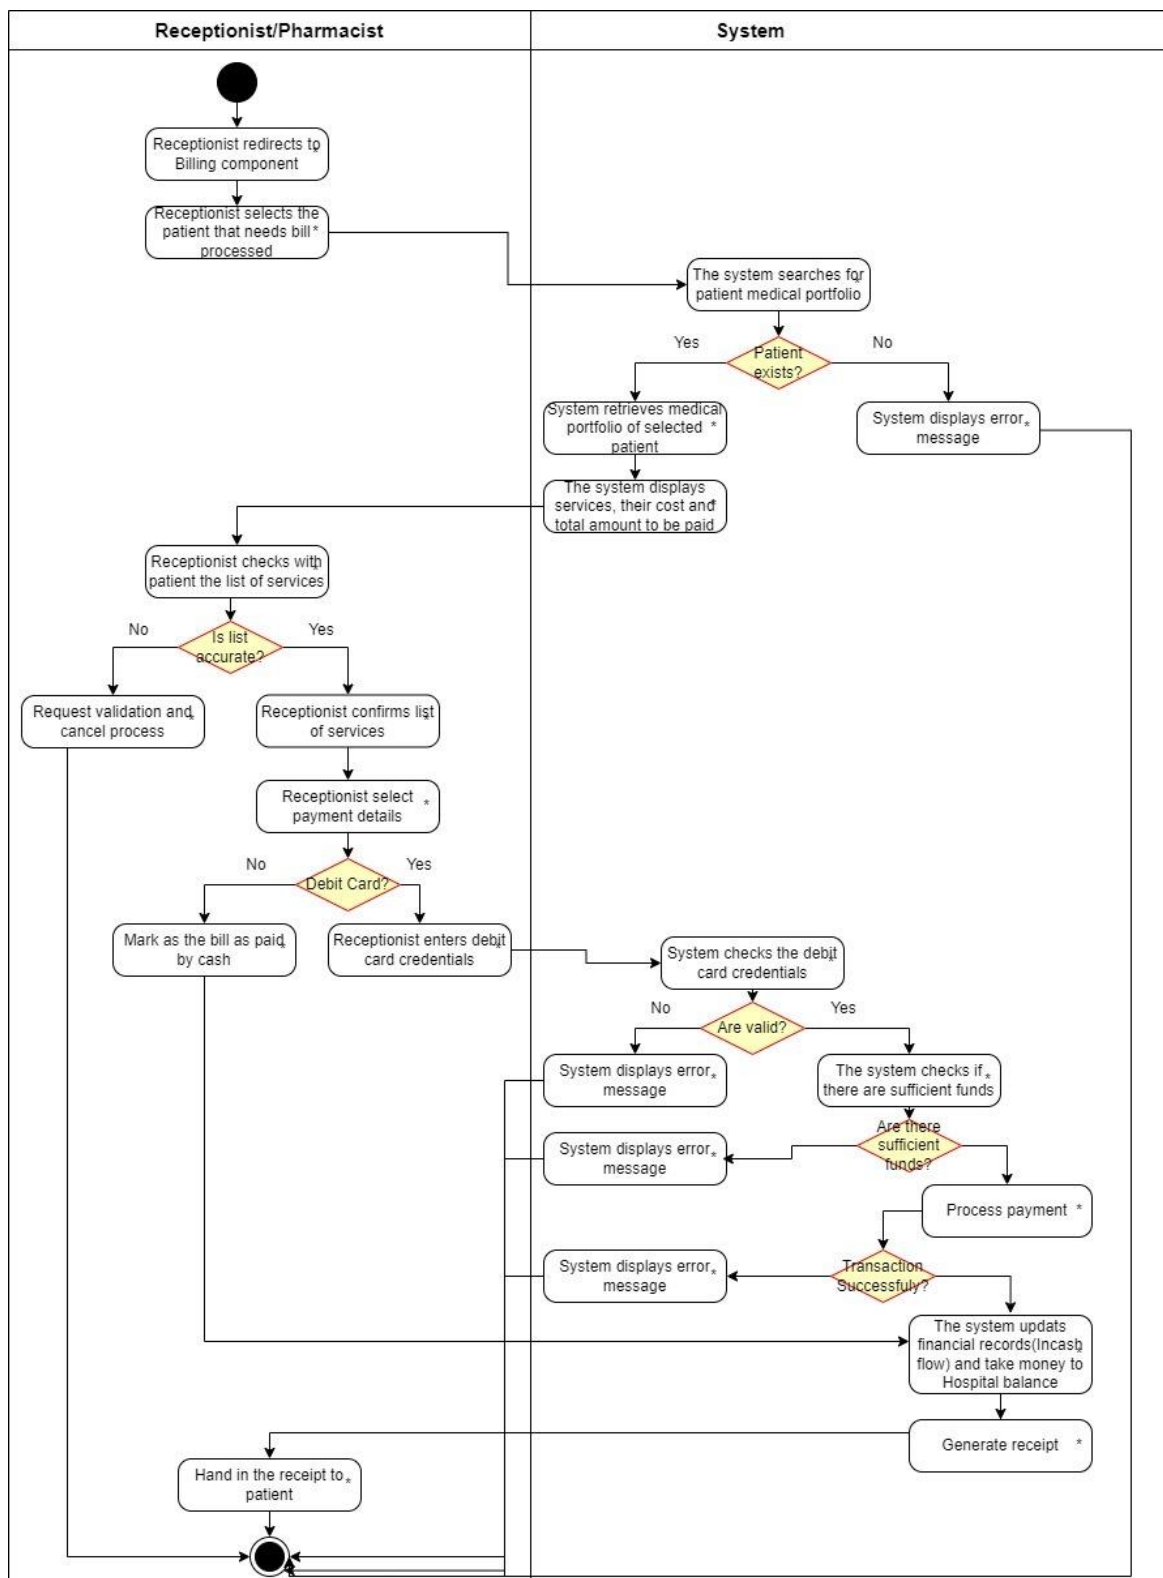 Receptionist/Pharmacist
System
Receptionist redirects to
Billing component
Receptionist selects the
patient that needs bill *
processed
The system searches for
patient medical portfolio
Yes
Patient
exists?
No
System retrieves medical
portfolio of selected *
patient
System displays error *
message
The system displays
services, their cost and
total amount to be paid
Receptionist checks with
patient the list of services
No
Is list
accurate?
Yes
Request validation and
cancel process
Receptionist confirms list
of services
Receptionist select *
payment details
No
Debit Card?
Yes
Mark as the bill as paid
by cash
Receptionist enters debit
card credentials
System checks the debit
card credentials
No
Are valid?
Yes
System displays error *
message
The system checks if *
there are sufficient funds
Are there
sufficient
funds?
System displays error *
message
Process payment *
System displays error *
message
Transaction
Successfuly?
The system updats
financial records(Incash
flow) and take money to
Hospital balance
Generate receipt *
Hand in the receipt to *
patient